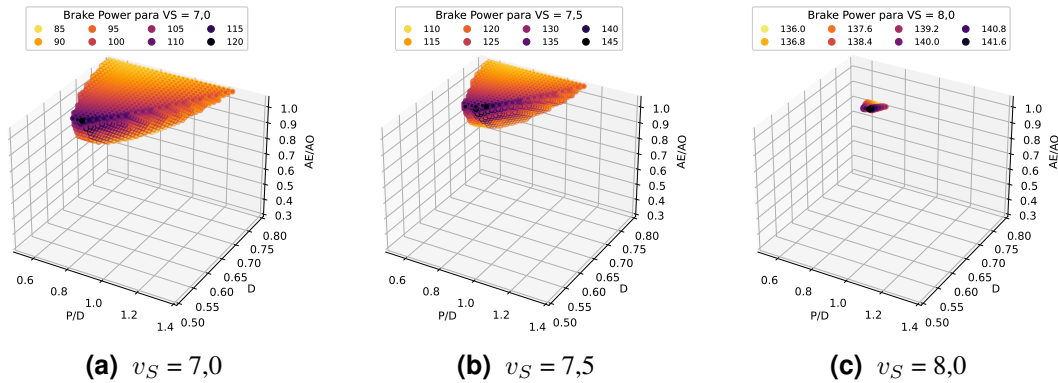 Brake Power para VS = 7,0
85 95 105 115
90 100 110 120
1.0
0.9
0.8
0.7
0.6
0.5
0.4
0.3
AE/AO
0.80
0.75
0.70
0.65
0.60
0.55
0.50
D
0.6
0.8
1.0
1.2
1.4
P/D
(a) vS = 7,0
Brake Power para VS = 7,5
110 120 130 140
115 125 135 145
1.0
0.9
0.8
0.7
0.6
0.5
0.4
0.3
AE/AO
0.80
0.75
0.70
0.65
0.60
0.55
0.50
D
0.6
0.8
1.0
1.2
1.4
P/D
(b) vS = 7,5
Brake Power para VS = 8,0
136.0 137.6 139.2 140.8
136.8 138.4 140.0 141.6
1.0
0.9
0.8
0.7
0.6
0.5
0.4
0.3
AE/AO
0.80
0.75
0.70
0.65
0.60
0.55
0.50
D
0.6
0.8
1.0
1.2
1.4
P/D
(c) vS = 8,0